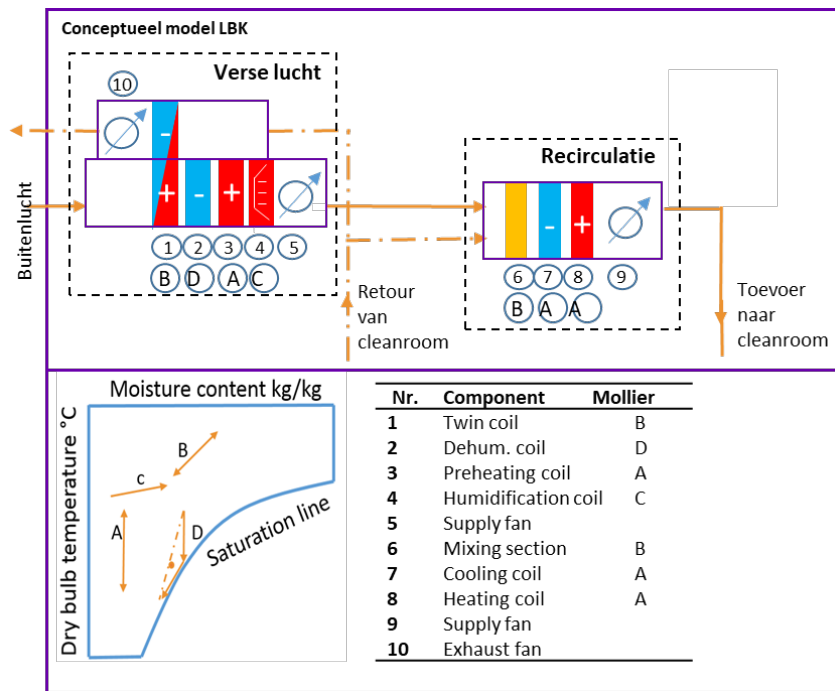 Conceptueel model LBK
Verse lucht
10
-
+ - +
1 2 3 4 5
B D A C
Buitenlucht
Retour
van
cleanroom
Recirculatie
- +
6 7 8 9
B A A
Toevoer
naar
cleanroom
Moisture content kg/kg
Dry bulb temperature °C
B
c
A
D
Saturation line
Nr. Component Mollier
1 Twin coil B
2 Dehum. coil D
3 Preheating coil A
4 Humidification coil C
5 Supply fan
6 Mixing section B
7 Cooling coil A
8 Heating coil A
9 Supply fan
10 Exhaust fan